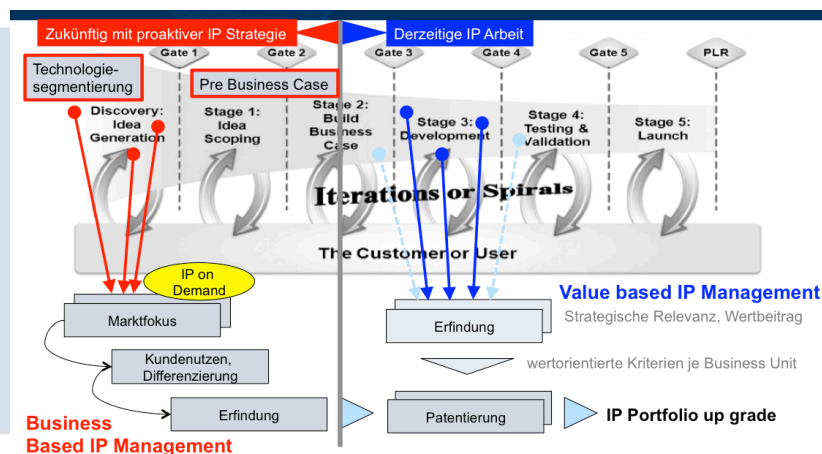 Zukünftig mit proaktiver IP Strategie
Derzeitige IP Arbeit
Gate 1
Gate 2
Gate 3
Gate 4
Gate 5
PLR
Technologie-
segmentierung
Pre Business Case
Discovery:
Idea
Generation
Stage 1:
Idea
Scoping
Stage 2:
Build
Business
Case
Stage 3:
Development
Stage 4:
Testing &
Validation
Stage 5:
Launch
Iterations or Spirals
The Customer or User
IP on
Demand
Marktfokus
Kundenutzen,
Differenzierung
Erfindung
Business
Based IP Management
Value based IP Management
Strategische Relevanz, Wertbeitrag
Erfindung
wertorientierte Kriterien je Business Unit
Patentierung
IP Portfolio up grade